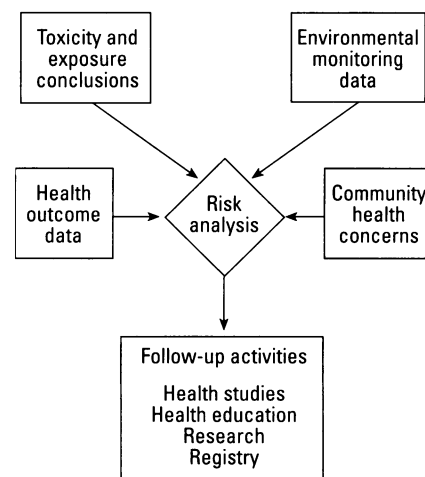 Toxicity and
exposure
conclusions
Environmental
monitoring
data
Health
outcome
data
Risk
analysis
Community
health
concerns
Follow-up activities
Health studies
Health education
Research
Registry